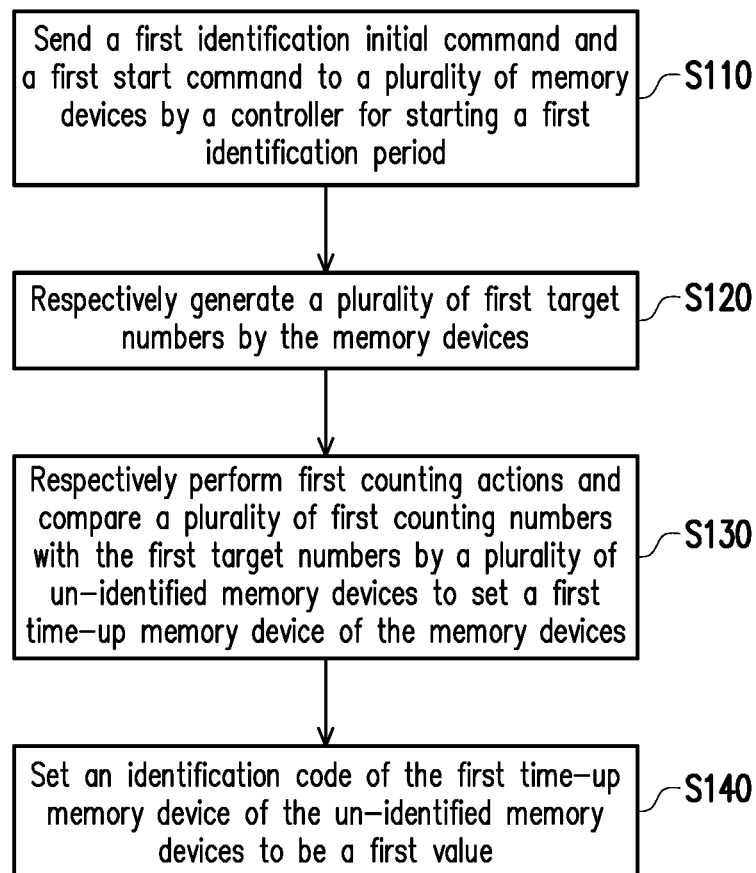 Send a first identification initial command and
a first start command to a plurality of memory
devices by a controller for starting a first
identification period
S110
Respectively generate a plurality of first target
numbers by the memory devices
S120
Respectively perform first counting actions and
compare a plurality of first counting numbers
with the first target numbers by a plurality of
un-identified memory devices to set a first
time-up memory device of the memory devices
S130
Set an identification code of the first time-up
memory device of the un-identified memory
devices to be a first value
S140